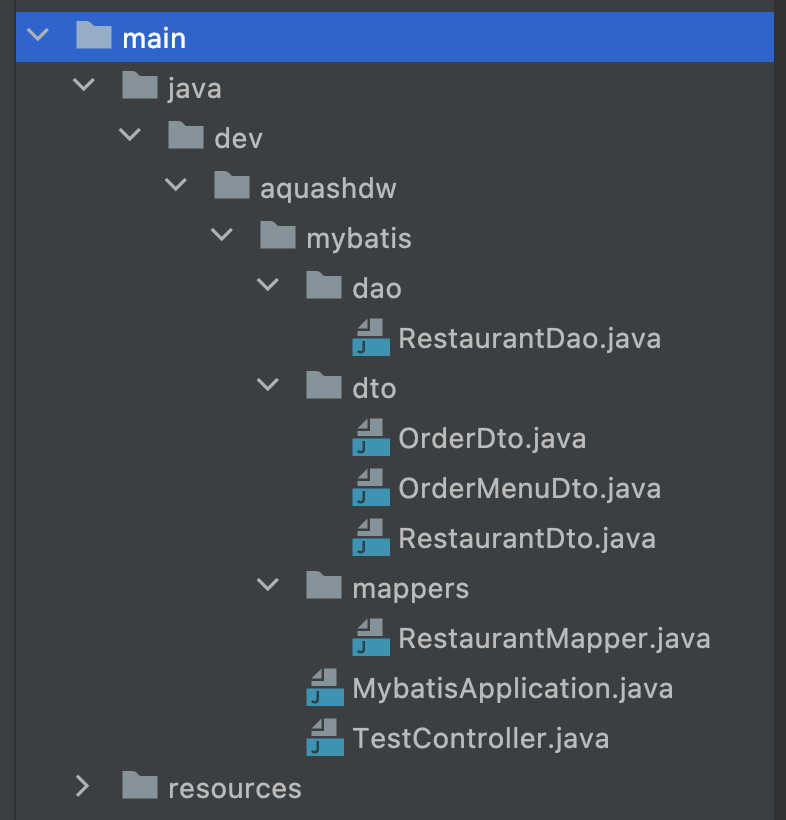 main
java
dev
aquashdw
mybatis
dao
RestaurantDao.java
dto
OrderDto.java
OrderMenuDto.java
RestaurantDto.java
mappers
RestaurantMapper.java
MybatisApplication.java
TestController.java
resources